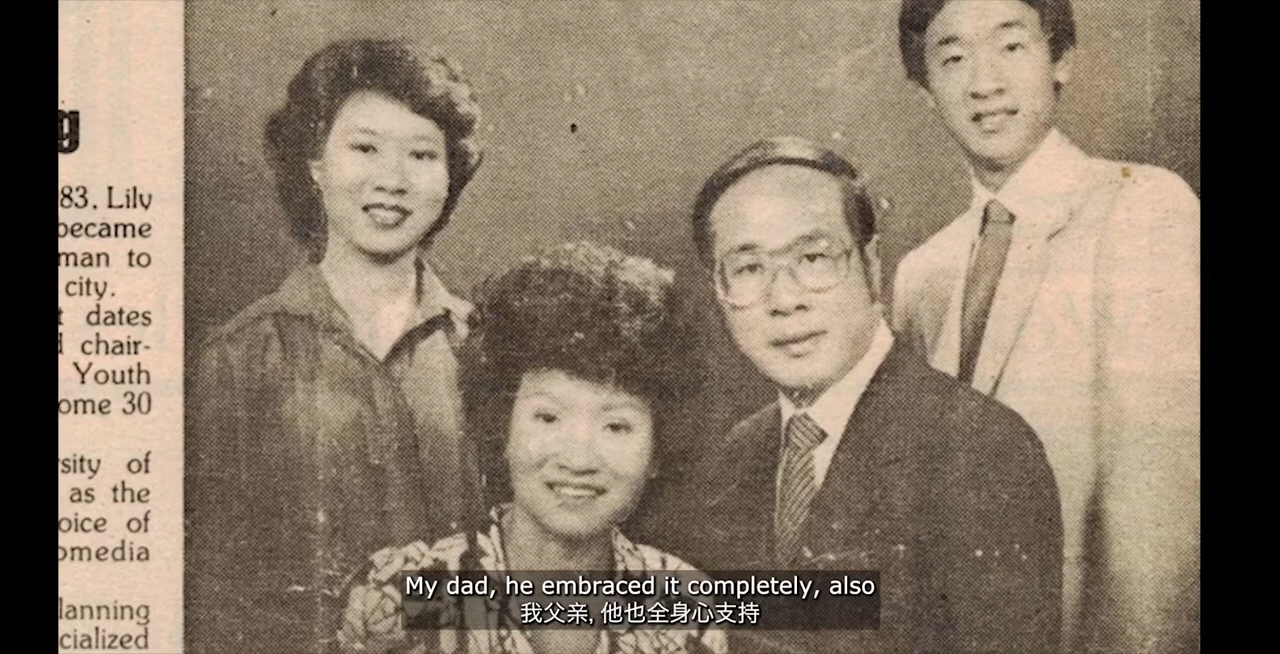 g
83, Lily
became
man to
city.
t dates
d chair-
Youth
ome 30
rsity of
as the
oice of
omedia
lanning
cialized
My dad, he embraced it completely, also
我父亲, 他也全身心支持